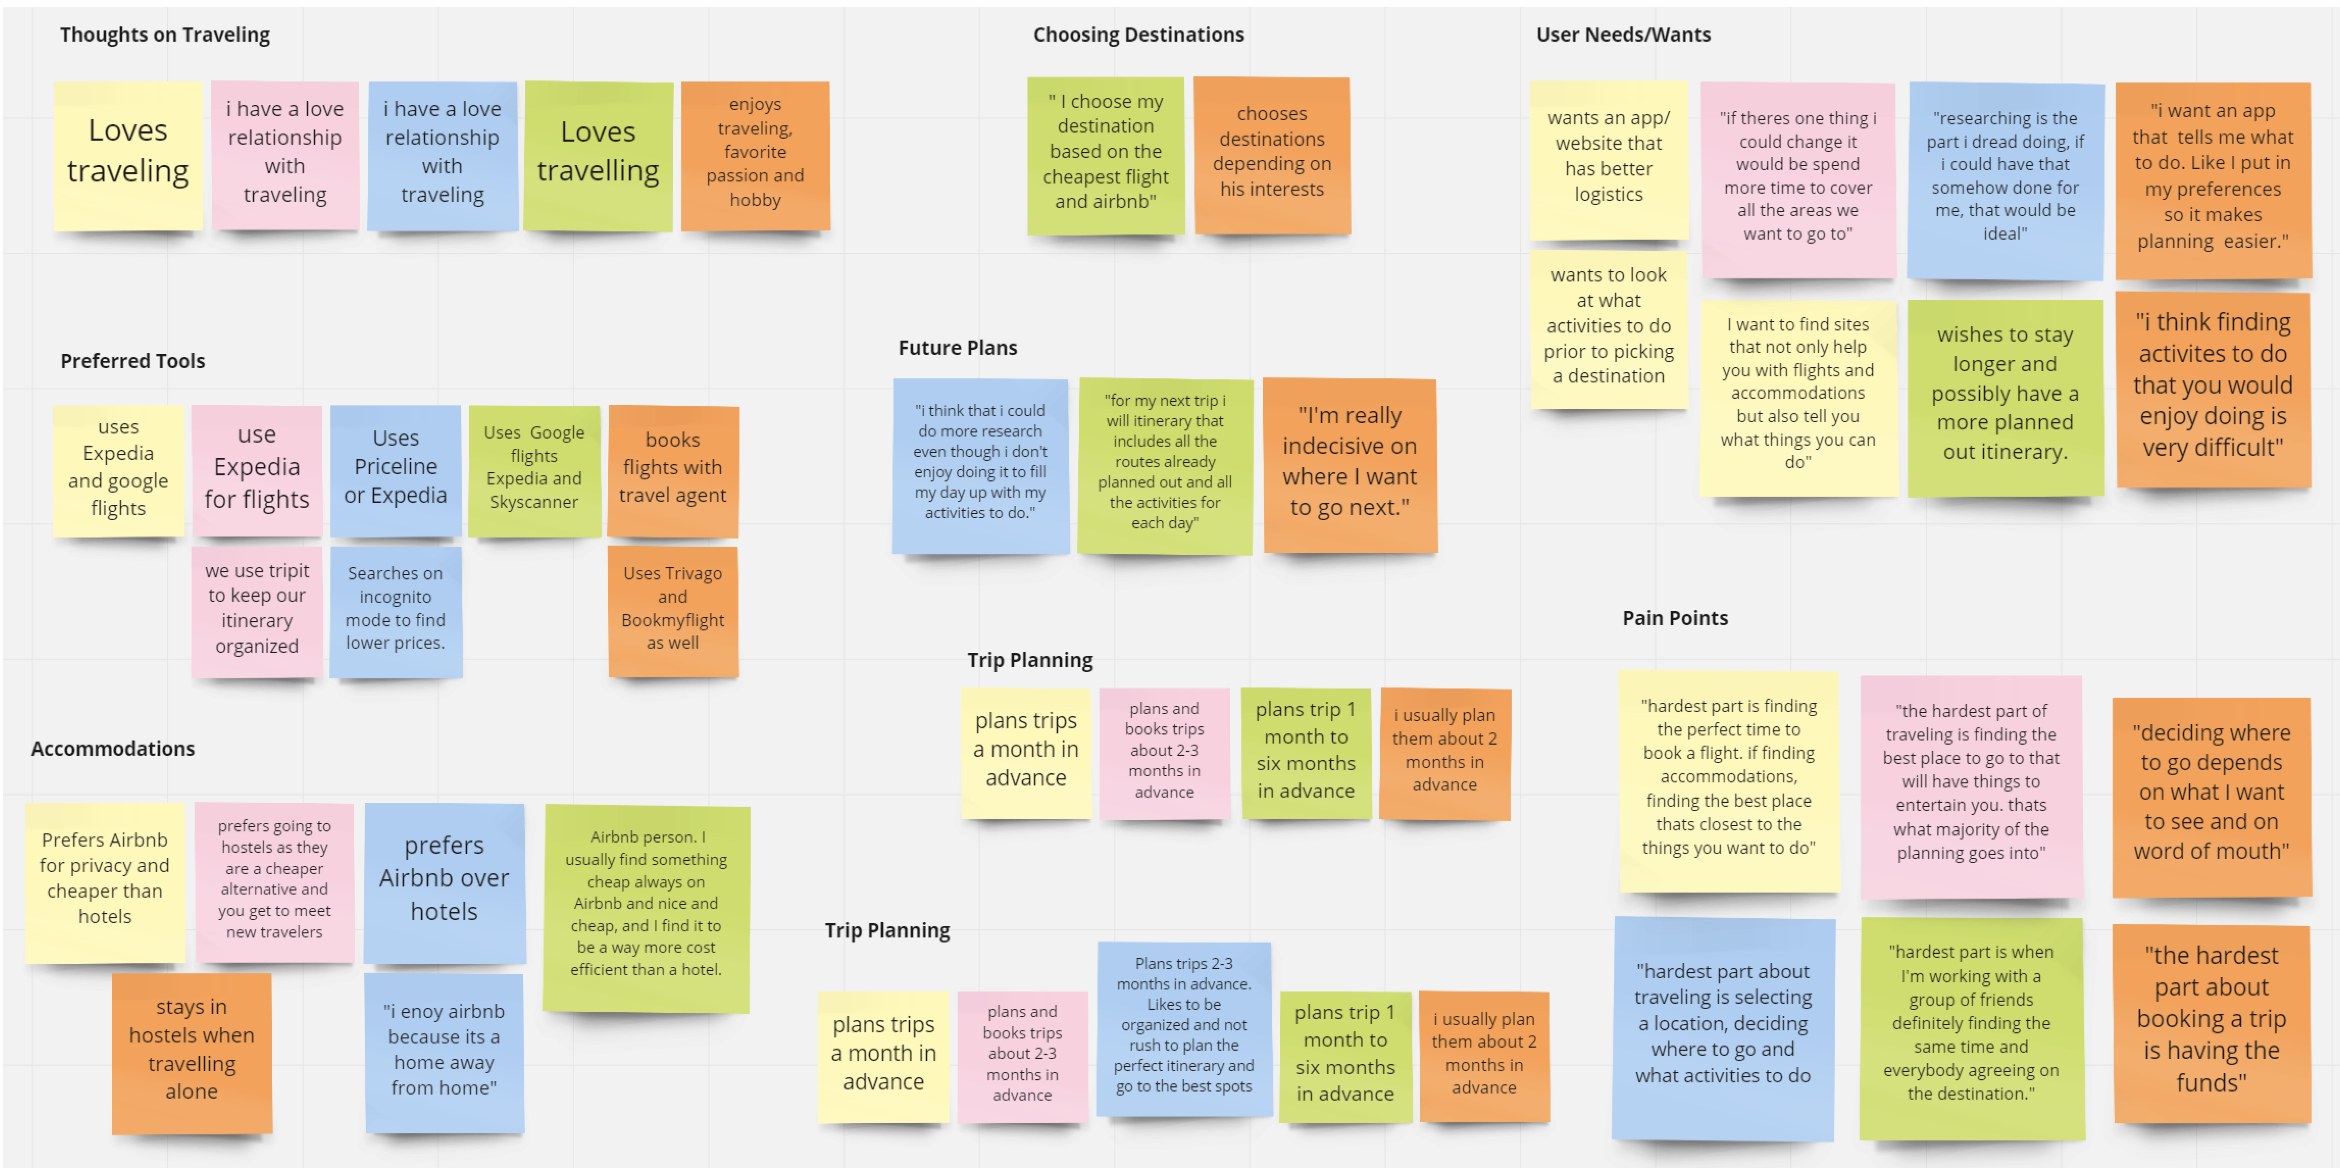 Thoughts on Traveling
Loves
traveling
i have a love
relationship
with
traveling
i have a love
relationship
with
traveling
Loves
travelling
enjoys
traveling,
favorite
passion and
hobby
Choosing Destinations
" I choose my
destination
based on the
cheapest flight
and airbnb"
chooses
destinations
depending on
his interests
User Needs/Wants
wants an app/
website that
has better
logistics
"if theres one thing i
could change it
would be spend
more time to cover
all the areas we
want to go to"
"researching is the
part i dread doing, if
i could have that
somehow done for
me, that would be
ideal"
"i want an app
that tells me what
to do. Like I put in
my preferences
so it makes
planning easier."
wants to look
at what
activities to do
prior to picking
a destination
I want to find sites
that not only help
you with flights and
accommodations
but also tell you
what things you can
do"
wishes to stay
longer and
possibly have a
more planned
out itinerary.
"i think finding
activites to do
that you would
enjoy doing is
very difficult"
Preferred Tools
uses
Expedia
and google
flights
use
Expedia
for flights
Uses
Priceline
or Expedia
Uses Google
flights
Expedia and
Skyscanner
books
flights with
travel agent
we use tripit
to keep our
itinerary
organized
Searches on
incognito
mode to find
lower prices.
Uses Trivago
and
Bookmyflight
as well
Future Plans
"i think that i could
do more research
even though i don't
enjoy doing it to fill
my day up with my
activities to do."
"for my next trip i
will itinerary that
includes all the
routes already
planned out and all
the activities for
each day"
"I'm really
indecisive on
where I want
to go next."
Trip Planning
plans trips
a month in
advance
plans and
books trips
about 2-3
months in
advance
plans trip 1
month to
six months
in advance
i usually plan
them about 2
months in
advance
Pain Points
"hardest part is finding
the perfect time to
book a flight. if finding
accommodations,
finding the best place
thats closest to the
things you want to do"
"the hardest part of
traveling is finding the
best place to go to that
will have things to
entertain you. thats
what majority of the
planning goes into"
"deciding where
to go depends
on what I want
to see and on
word of mouth"
"hardest part about
traveling is selecting
a location, deciding
where to go and
what activities to do
"hardest part is when
I'm working with a
group of friends
definitely finding the
same time and
everybody agreeing on
the destination."
"the hardest
part about
booking a trip
is having the
funds"
Accommodations
Prefers Airbnb
for privacy and
cheaper than
hotels
prefers going to
hostels as they
are a cheaper
alternative and
you get to meet
new travelers
prefers
Airbnb over
hotels
Airbnb person. I
usually find something
cheap always on
Airbnb and nice and
cheap, and I find it to
be a way more cost
efficient than a hotel.
stays in
hostels when
travelling
alone
"i enoy airbnb
because its a
home away
from home"
Trip Planning
plans trips
a month in
advance
plans and
books trips
about 2-3
months in
advance
Plans trips 2-3
months in advance.
Likes to be
organized and not
rush to plan the
perfect itinerary and
go to the best spots
plans trip 1
month to
six months
in advance
i usually plan
them about 2
months in
advance